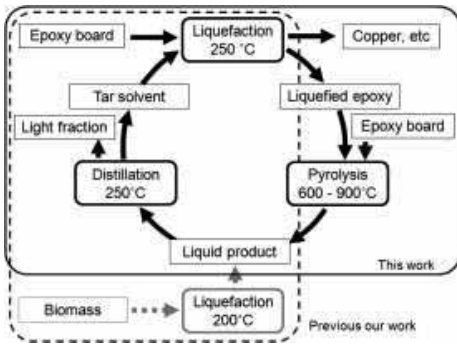 Epoxy board
Liquefaction
250 °C
Copper, etc
Tar solvent
Liquefied epoxy
Light fraction
Epoxy board
Distillation
250°C
Pyrolysis
600 - 900°C
Liquid product
This work
Biomass
Liquefaction
200°C
Previous our work